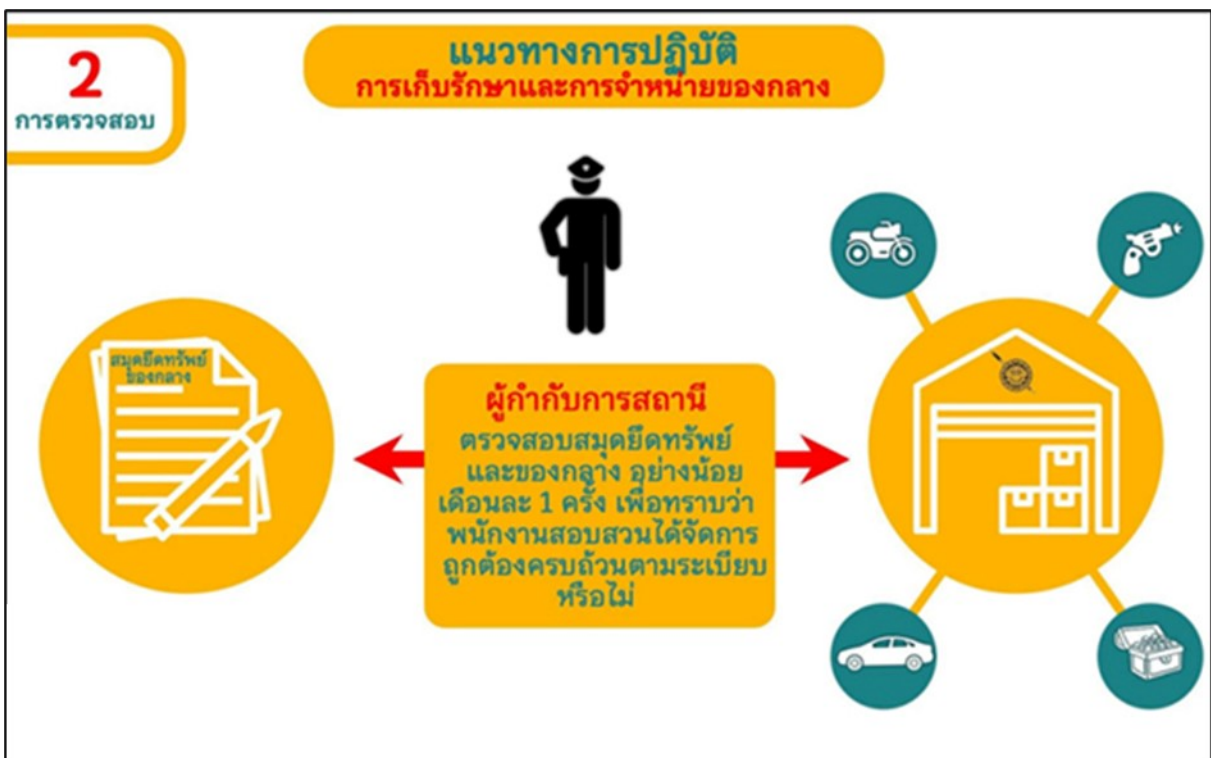 2
การตรวจสอบ
แนวทางการปฏิบัติ
การเก็บรักษาและการจำหน่ายของกลาง
สมุดยึดทรัพย์
ของกลาง
ผู้กำกับการสถานี
ตรวจสอบสมุดยึดทรัพย์
และของกลาง อย่างน้อย
เดือนละ 1 ครั้ง เพื่อทราบว่า
พนักงานสอบสวนได้จัดการ
ถูกต้องครบถ้วนตามระเบียบ
หรือไม่